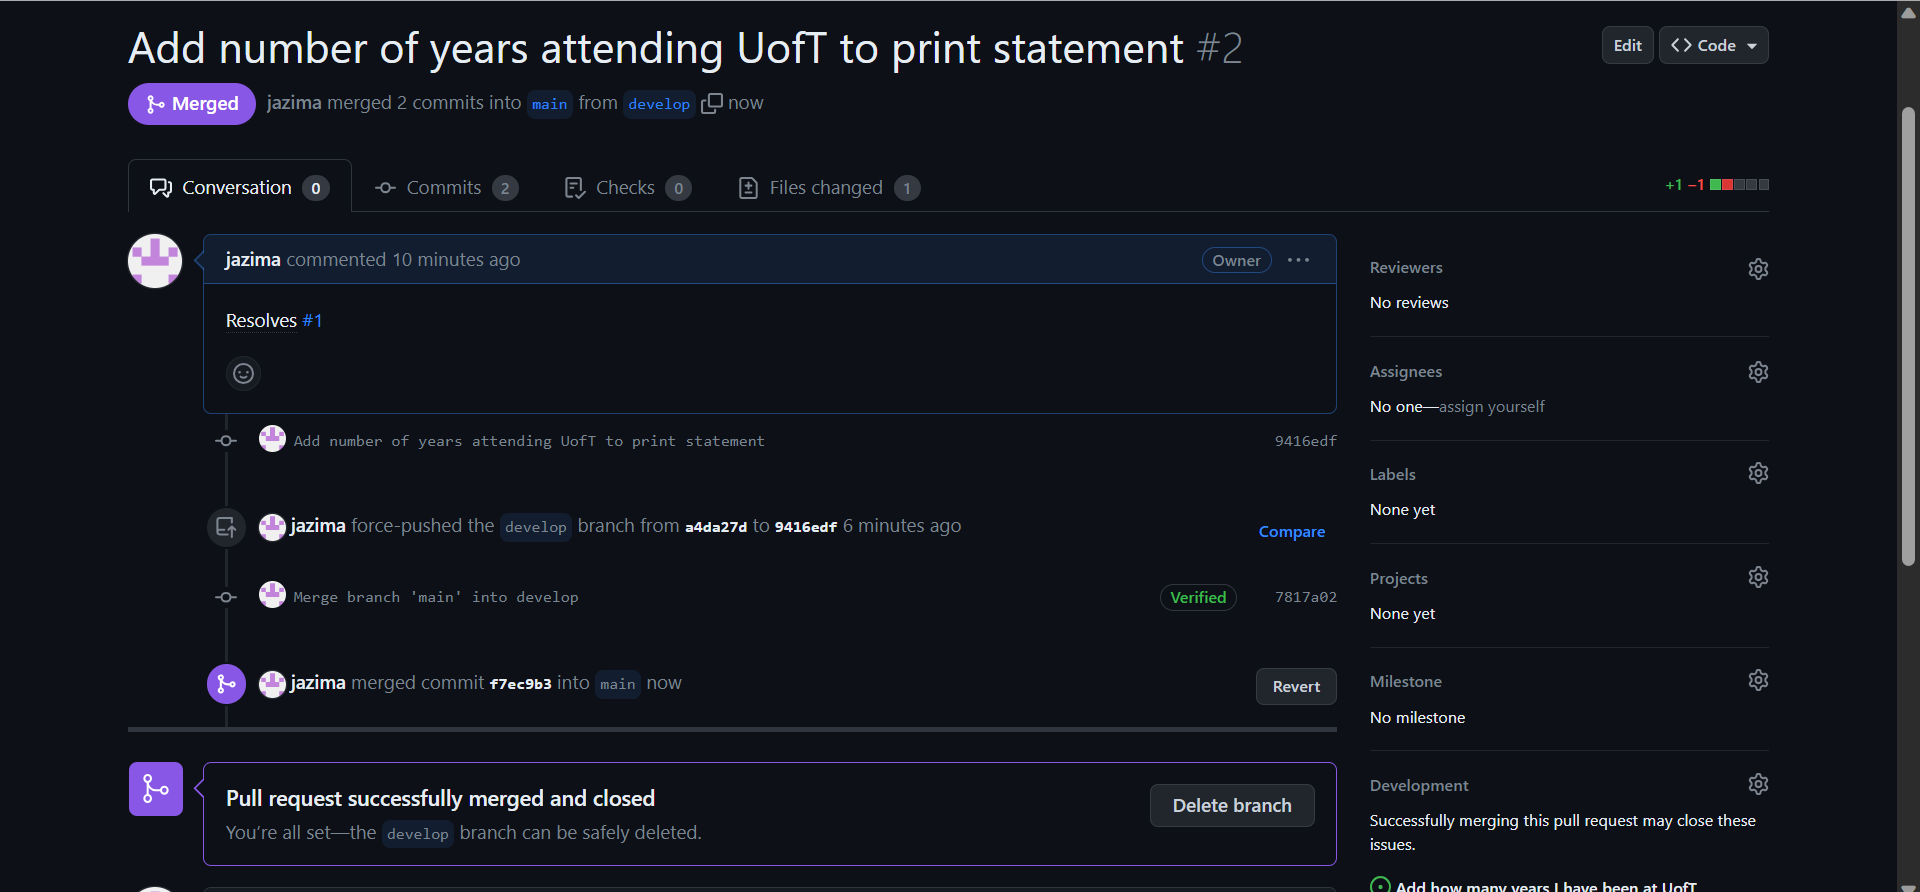 Add number of years attending UofT to print statement #2
Edit
Code
Merged
jazima merged 2 commits into main from develop now
Conversation 0
Commits 2
Checks 0
Files changed 1
+1 −1
jazima commented 10 minutes ago
Owner
Resolves #1
Add number of years attending UofT to print statement
9416edf
jazima force-pushed the develop branch from a4da27d to 9416edf 6 minutes ago
Compare
Merge branch 'main' into develop
Verified
7817a02
jazima merged commit f7ec9b3 into main now
Revert
Pull request successfully merged and closed
You're all set—the develop branch can be safely deleted.
Delete branch
Reviewers
No reviews
Assignees
No one—assign yourself
Labels
None yet
Projects
None yet
Milestone
No milestone
Development
Successfully merging this pull request may close these
issues.
Add how many years I have been at UofT